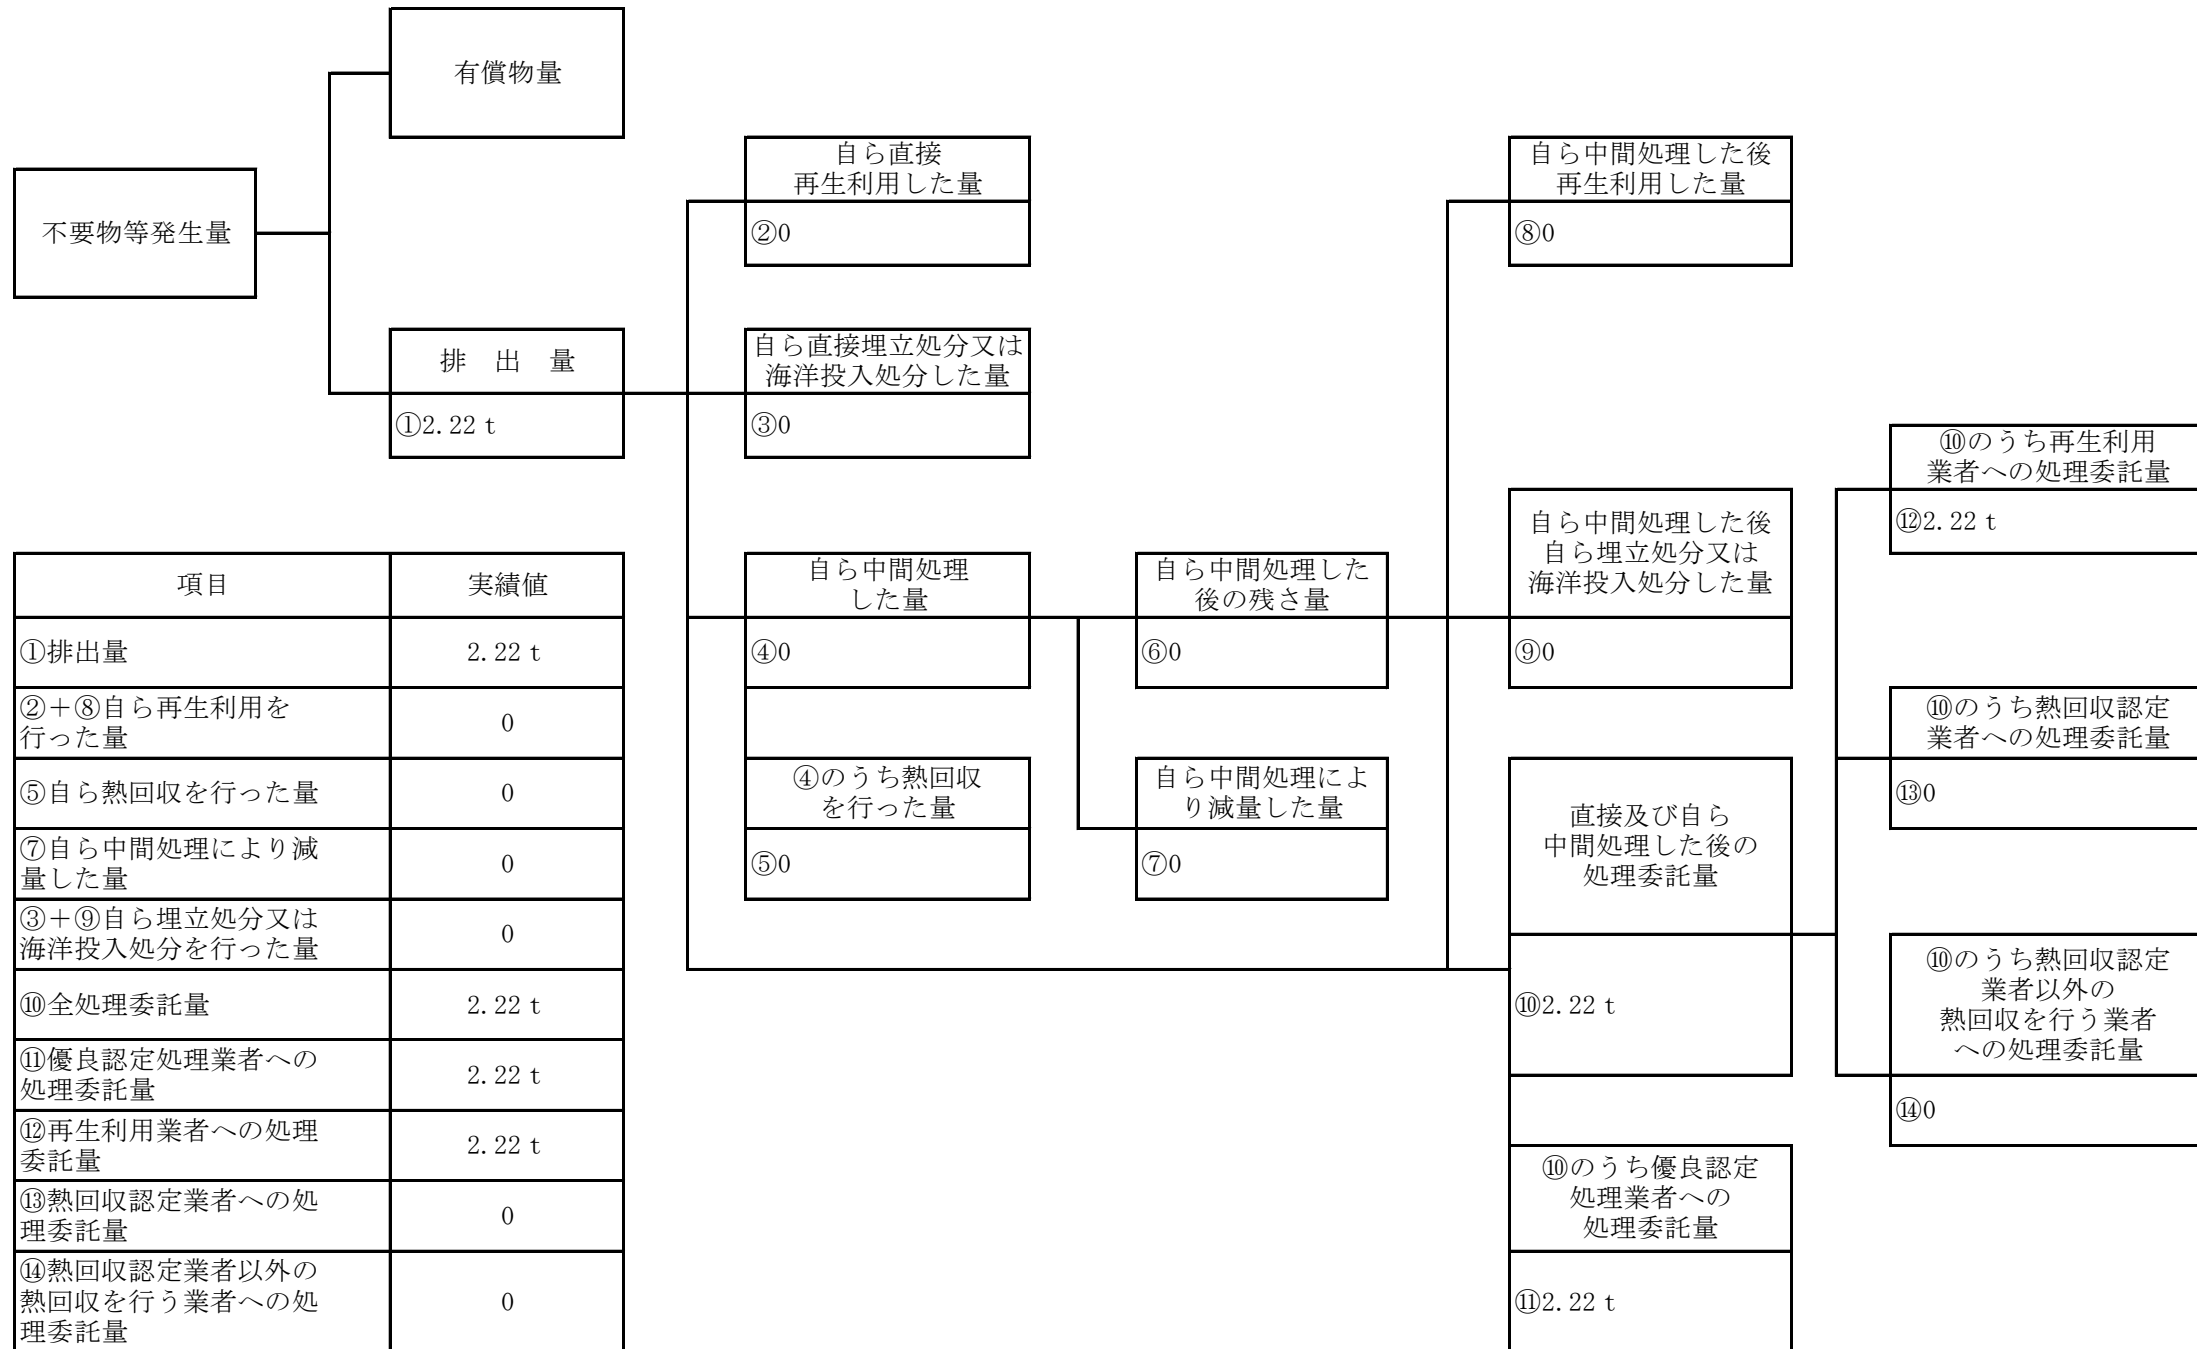 有償物量
不要物等発生量
排　出　量
①2.22 t
自ら直接
再生利用した量
②0
自ら直接埋立処分又は
海洋投入処分した量
③0
自ら中間処理
した量
④0
④のうち熱回収
を行った量
⑤0
自ら中間処理した
後の残さ量
⑥0
自ら中間処理によ
り減量した量
⑦0
自ら中間処理した後
再生利用した量
⑧0
自ら中間処理した後
自ら埋立処分又は
海洋投入処分した量
⑨0
直接及び自ら
中間処理した後の
処理委託量
⑩2.22 t
⑩のうち優良認定
処理業者への
処理委託量
⑪2.22 t
⑩のうち再生利用
業者への処理委託量
⑫2.22 t
⑩のうち熱回収認定
業者への処理委託量
⑬0
⑩のうち熱回収認定
業者以外の
熱回収を行う業者
への処理委託量
⑭0
項目 実績値
①排出量 2.22 t
②＋⑧自ら再生利用を
行った量 0
⑤自ら熱回収を行った量 0
⑦自ら中間処理により減
量した量 0
③＋⑨自ら埋立処分又は
海洋投入処分を行った量 0
⑩全処理委託量 2.22 t
⑪優良認定処理業者への
処理委託量 2.22 t
⑫再生利用業者への処理
委託量 2.22 t
⑬熱回収認定業者への処
理委託量 0
⑭熱回収認定業者以外の
熱回収を行う業者への処
理委託量 0